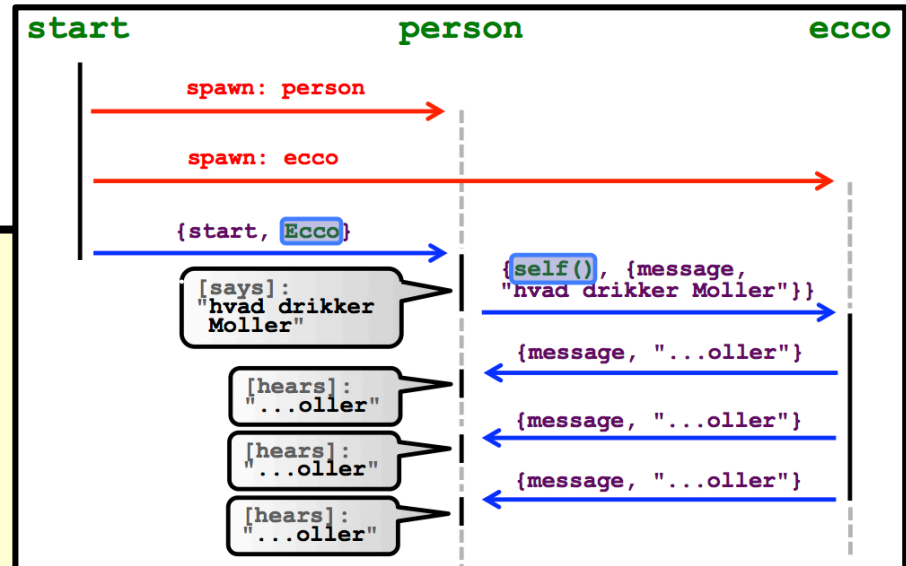 start person ecco
spawn: person
spawn: ecco
{start, Ecco}
{self(), {message,
"hvad drikker Moller"}}
[says]:
"hvad drikker
Moller"
{message, "...oller"}
[hears]:
"...oller"
{message, "...oller"}
[hears]:
"...oller"
{message, "...oller"}
[hears]:
"...oller"